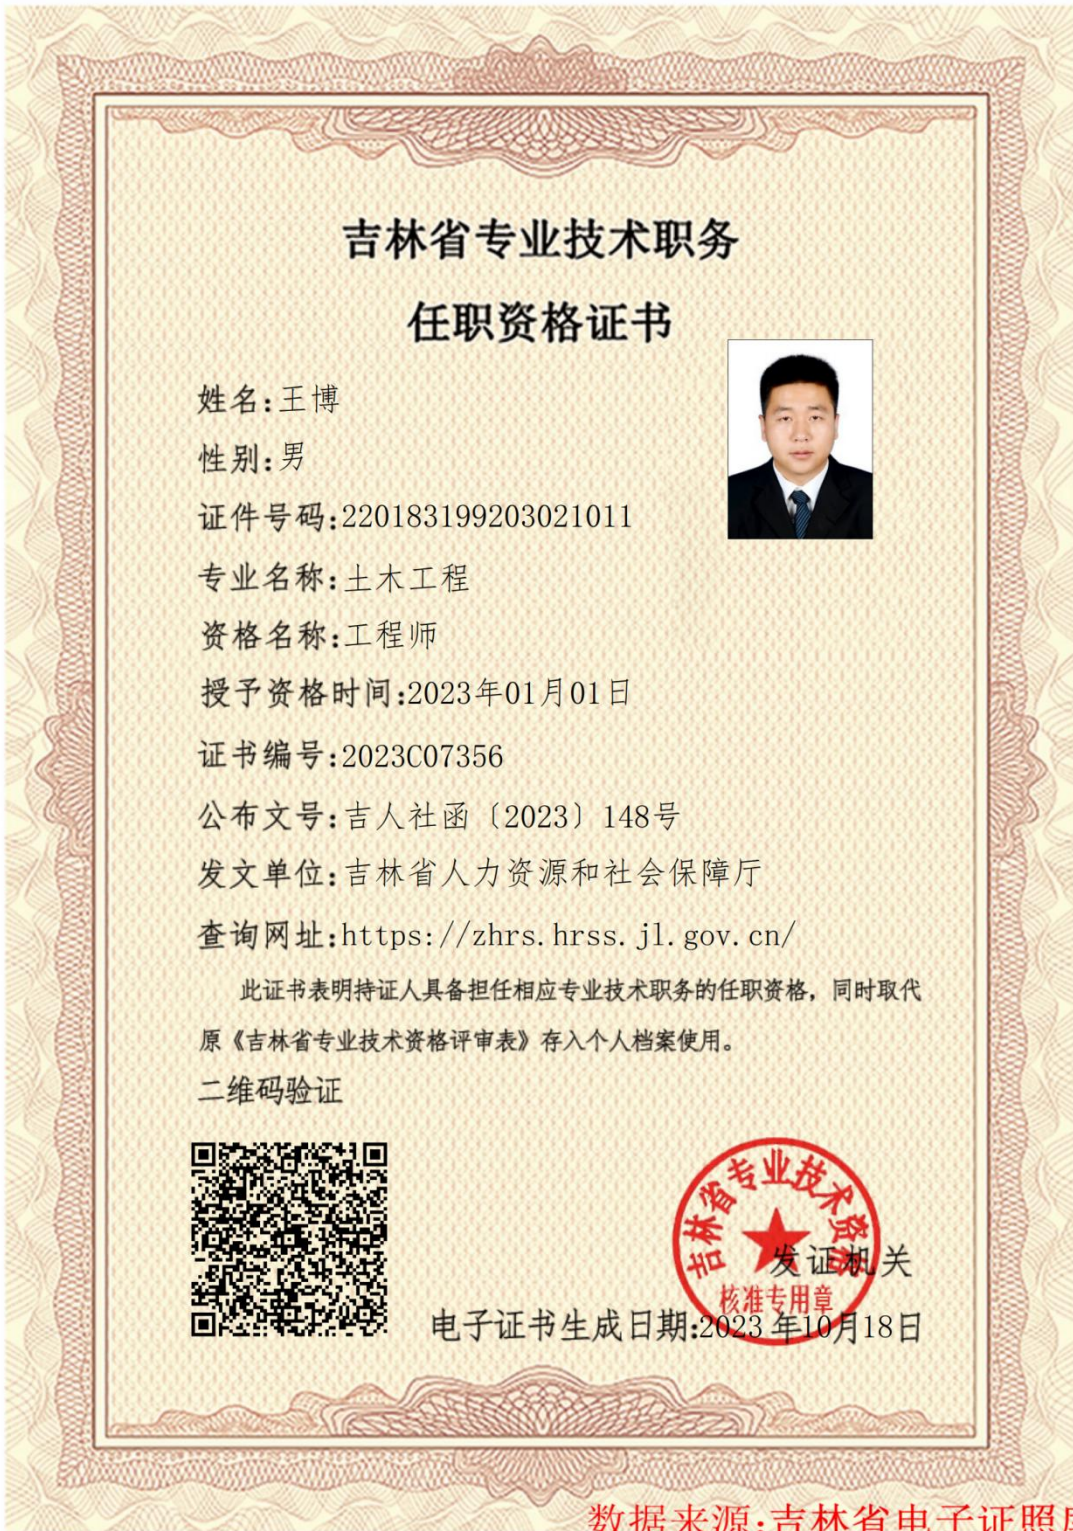 吉林省专业技术职务
任职资格证书
姓名:王博
性别:男
证件号码:220183199203021011
专业名称:土木工程
资格名称:工程师
授予资格时间:2023年01月01日
证书编号:2023C07356
公布文号:吉人社函〔2023〕148号
发文单位:吉林省人力资源和社会保障厅
查询网址:https://zhrs.hrss.jl.gov.cn/
此证书表明持证人具备担任相应专业技术职务的任职资格，同时取代
原《吉林省专业技术资格评审表》存入个人档案使用。
二维码验证
吉林省专业技术资格
核准专用章
发证机关
电子证书生成日期:2023年10月18日
数据来源:吉林省电子证照库